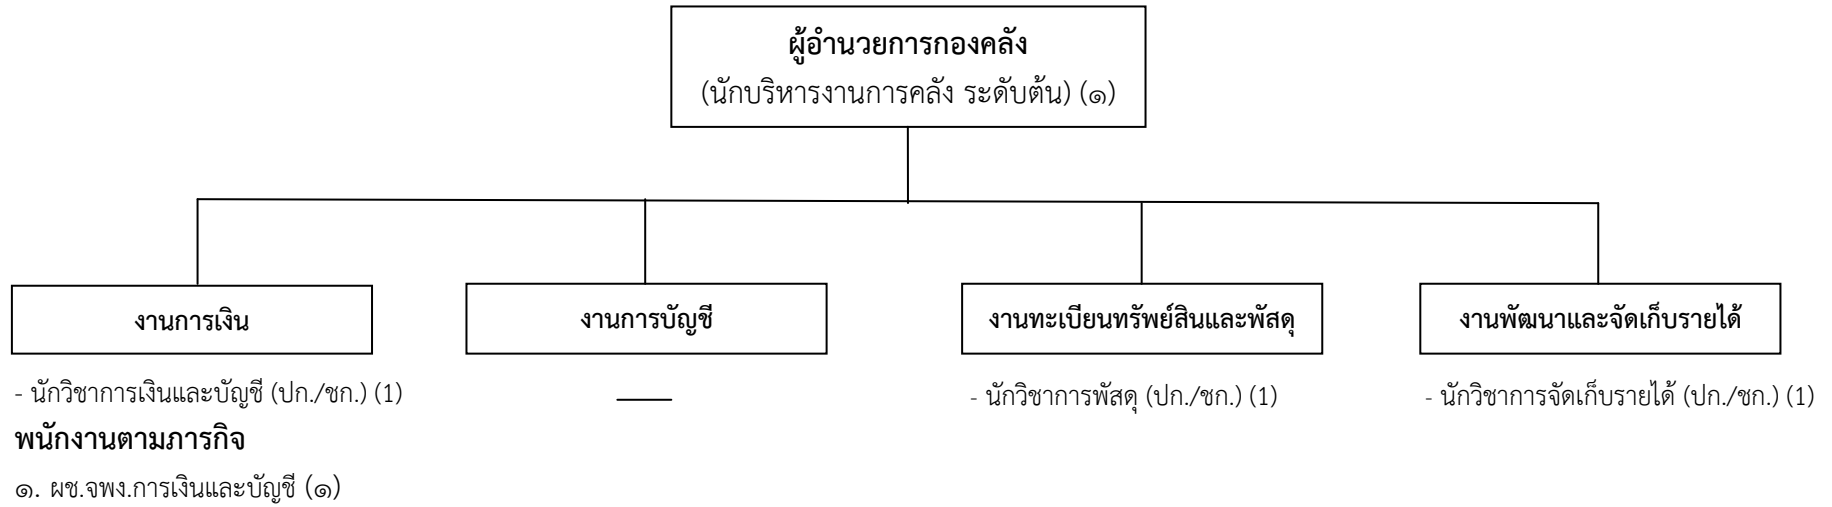 ผู้อำนวยการกองคลัง
(นักบริหารงานการคลัง ระดับต้น) (๑)
งานการเงิน
งานการบัญชี
งานทะเบียนทรัพย์สินและพัสดุ
งานพัฒนาและจัดเก็บรายได้
- นักวิชาการเงินและบัญชี (ปก./ชก.) (1)
- นักวิชาการพัสดุ (ปก./ชก.) (1)
- นักวิชาการจัดเก็บรายได้ (ปก./ชก.) (1)
พนักงานตามภารกิจ
๑. ผช.จพง.การเงินและบัญชี (๑)